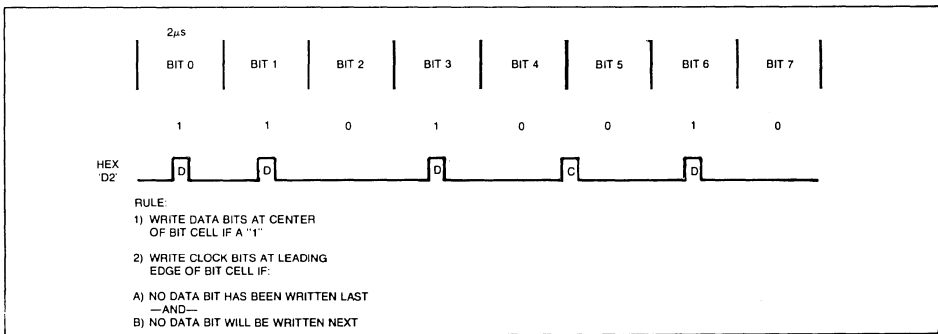 2μs
BIT 0 BIT 1 BIT 2 BIT 3 BIT 4 BIT 5 BIT 6 BIT 7
1 1 0 1 0 0 1 0
HEX
'D2'
D D D C D
RULE:
1) WRITE DATA BITS AT CENTER
OF BIT CELL IF A "1"
2) WRITE CLOCK BITS AT LEADING
EDGE OF BIT CELL IF:
A) NO DATA BIT HAS BEEN WRITTEN LAST
—AND—
B) NO DATA BIT WILL BE WRITTEN NEXT